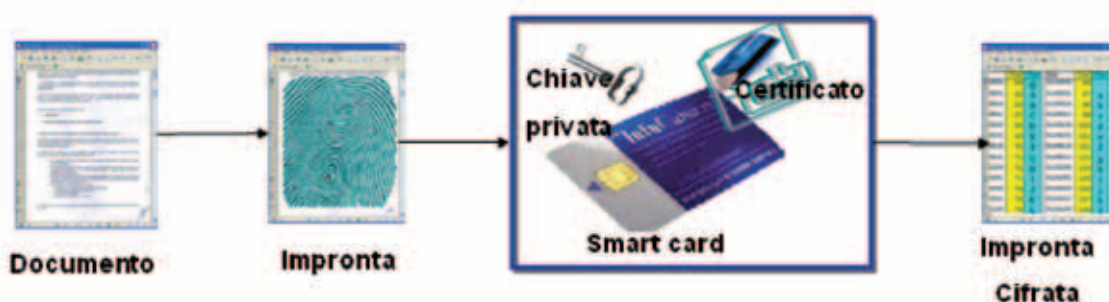 Documento
Impronta
Chiave
privata
Certificato
Smart card
Impronta
Cifrata